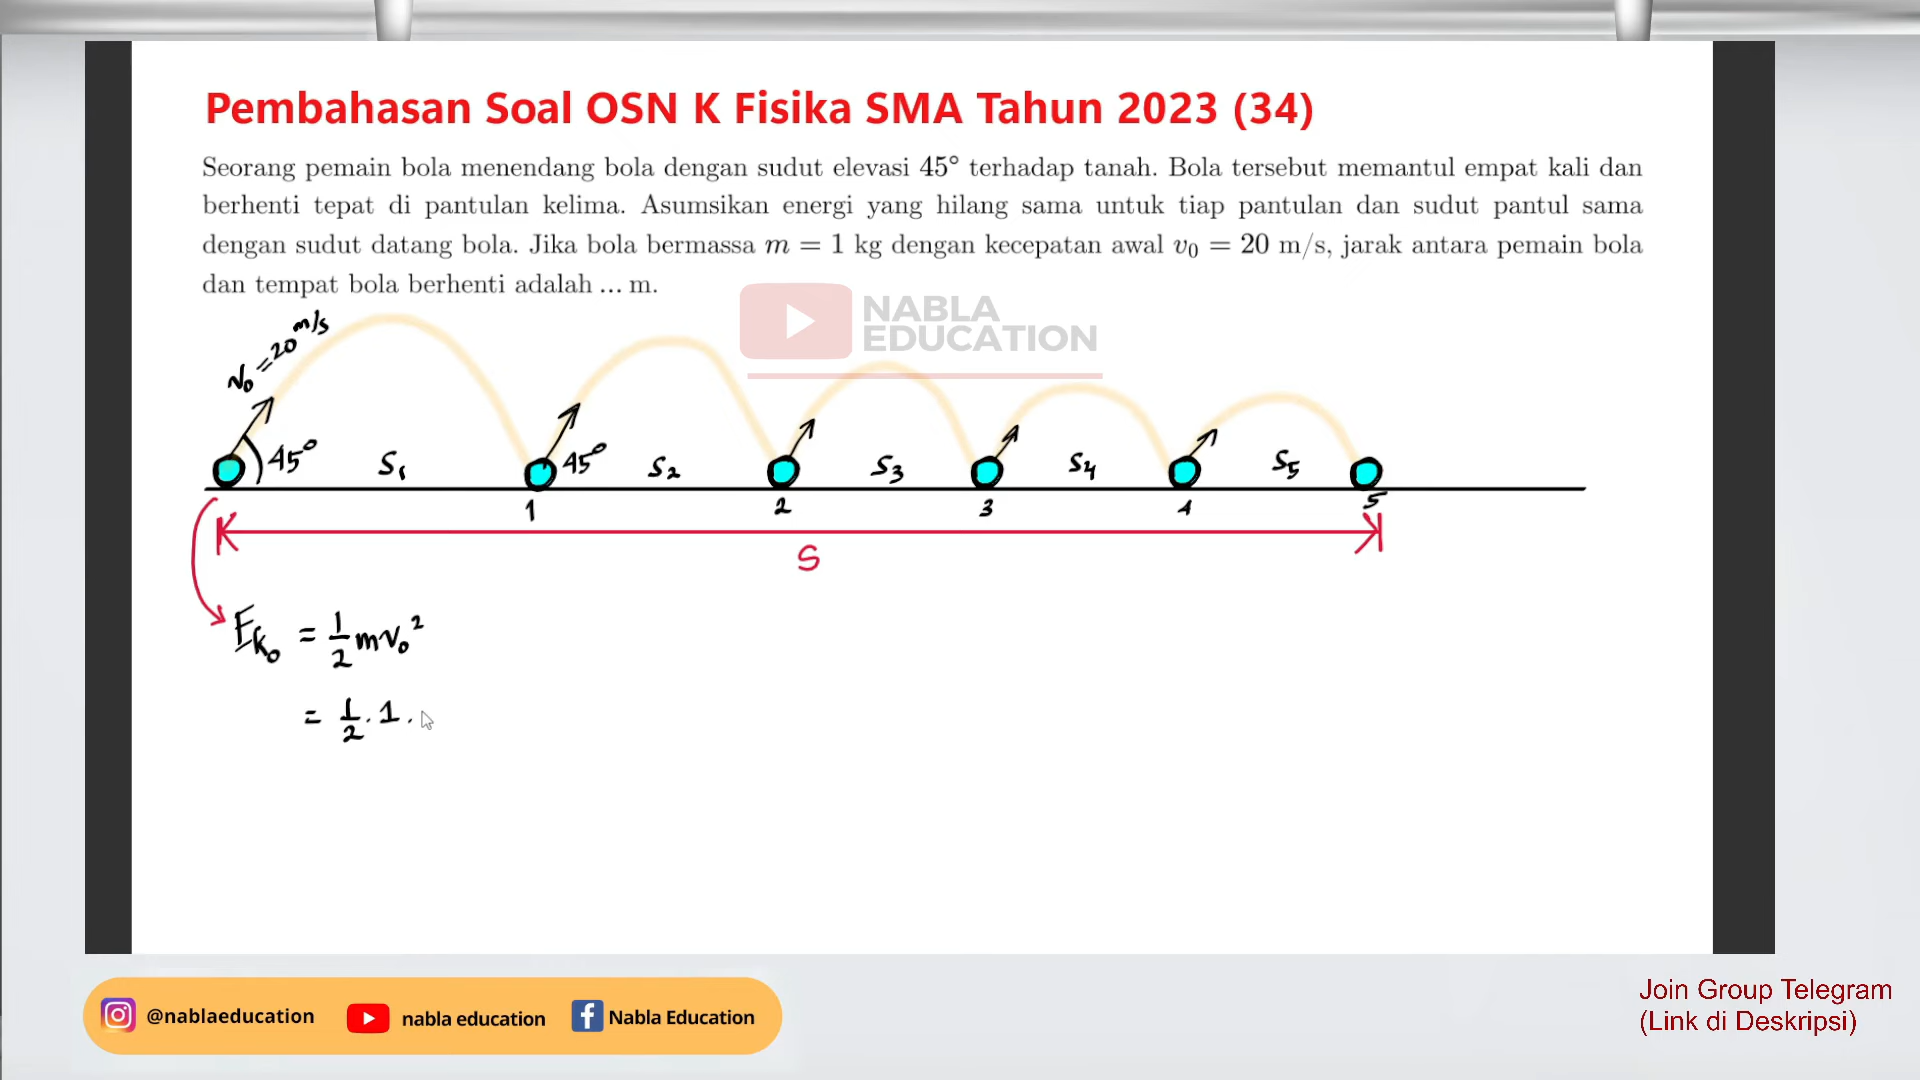 Pembahasan Soal OSN K Fisika SMA Tahun 2023 (34)
Seorang pemain bola menendang bola dengan sudut elevasi 45° terhadap tanah. Bola tersebut memantul empat kali dan
berhenti tepat di pantulan kelima. Asumsikan energi yang hilang sama untuk tiap pantulan dan sudut pantul sama
dengan sudut datang bola. Jika bola bermassa m = 1 kg dengan kecepatan awal v₀ = 20 m/s, jarak antara pemain bola
dan tempat bola berhenti adalah ... m.
NABLA
EDUCATION
v₀ = 20 m/s
45° S₁ 45° S₂ S₃ S₄ S₅
1 2 3 4 5
S
Eₖ₀ = 1/2 mv₀²
= 1/2 . 1 .
@nablaeducation nabla education Nabla Education
Join Group Telegram
(Link di Deskripsi)